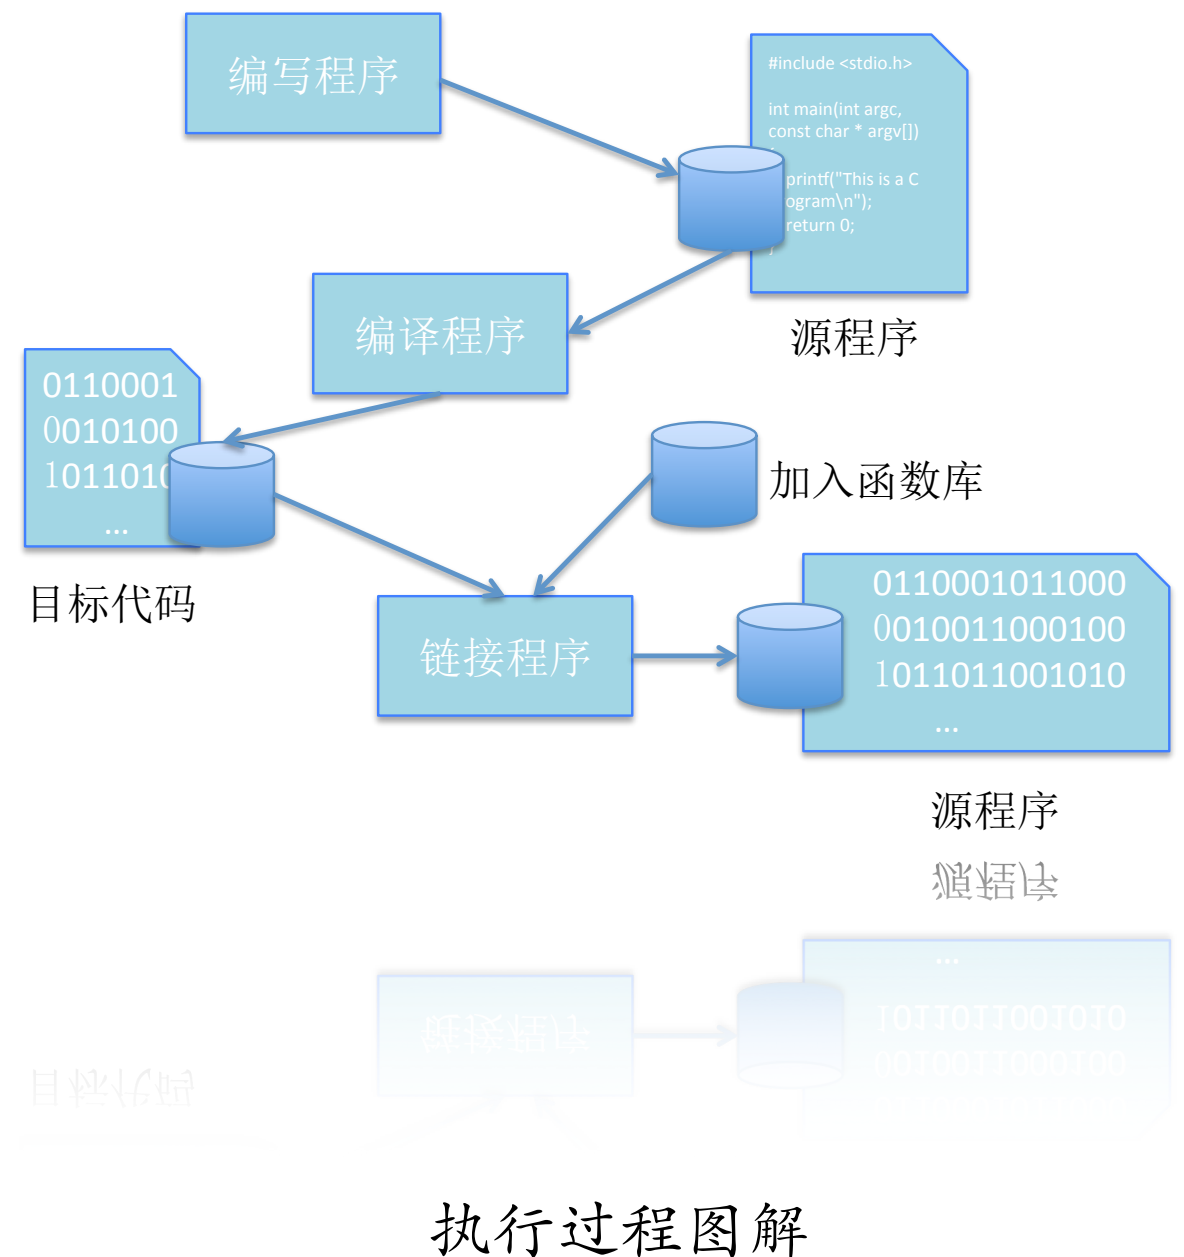 编写程序
#include <stdio.h>
int main(int argc,
const char * argv[])
printf("This is a C
ogram\n");
return 0;
}
源程序
编译程序
0110001
0010100
1011010
...
目标代码
加入函数库
链接程序
0110001011000
0010011000100
1011011001010
...
源程序
执行过程图解